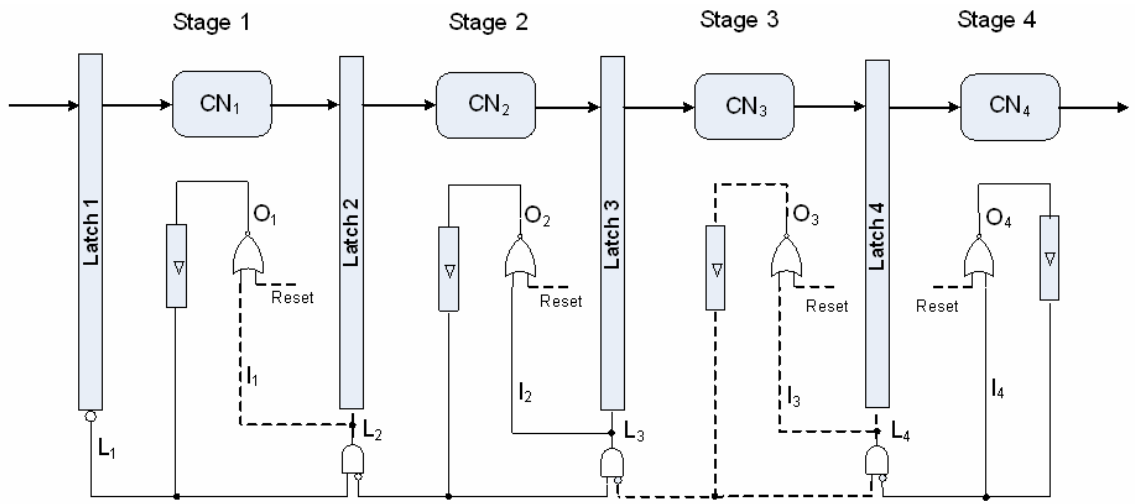 Stage 1
Stage 2
Stage 3
Stage 4
CN₁
CN₂
CN₃
CN₄
Latch 1
Latch 2
Latch 3
Latch 4
O₁
O₂
O₃
O₄
Reset
Reset
Reset
Reset
I₁
I₂
I₃
I₄
L₁
L₂
L₃
L₄